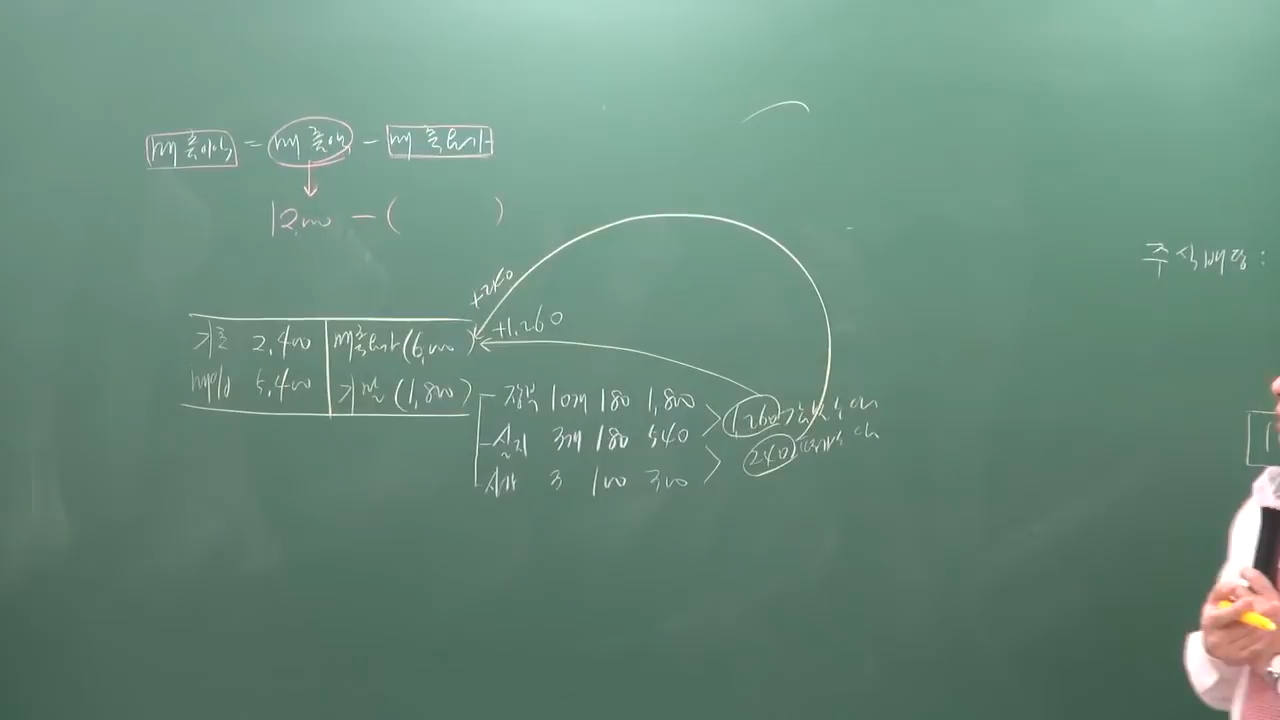 매출이익 = 매출액 - 매출원가
12,000 - ( )
주식배당 :
+240
+1,260
기초 2,400 매출원가 (6,000)
매입 5,400 기말 (1,800)
장부 10개 180 1,800
실지 3개 180 540
시가 3 100 300
1,260
240